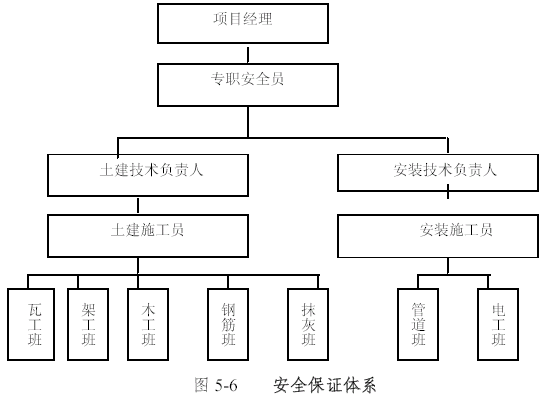 项目经理
专职安全员
土建技术负责人
安装技术负责人
土建施工员
安装施工员
瓦工班
架工班
木工班
钢筋班
抹灰班
管道班
电工班
图 5-6 安全保证体系